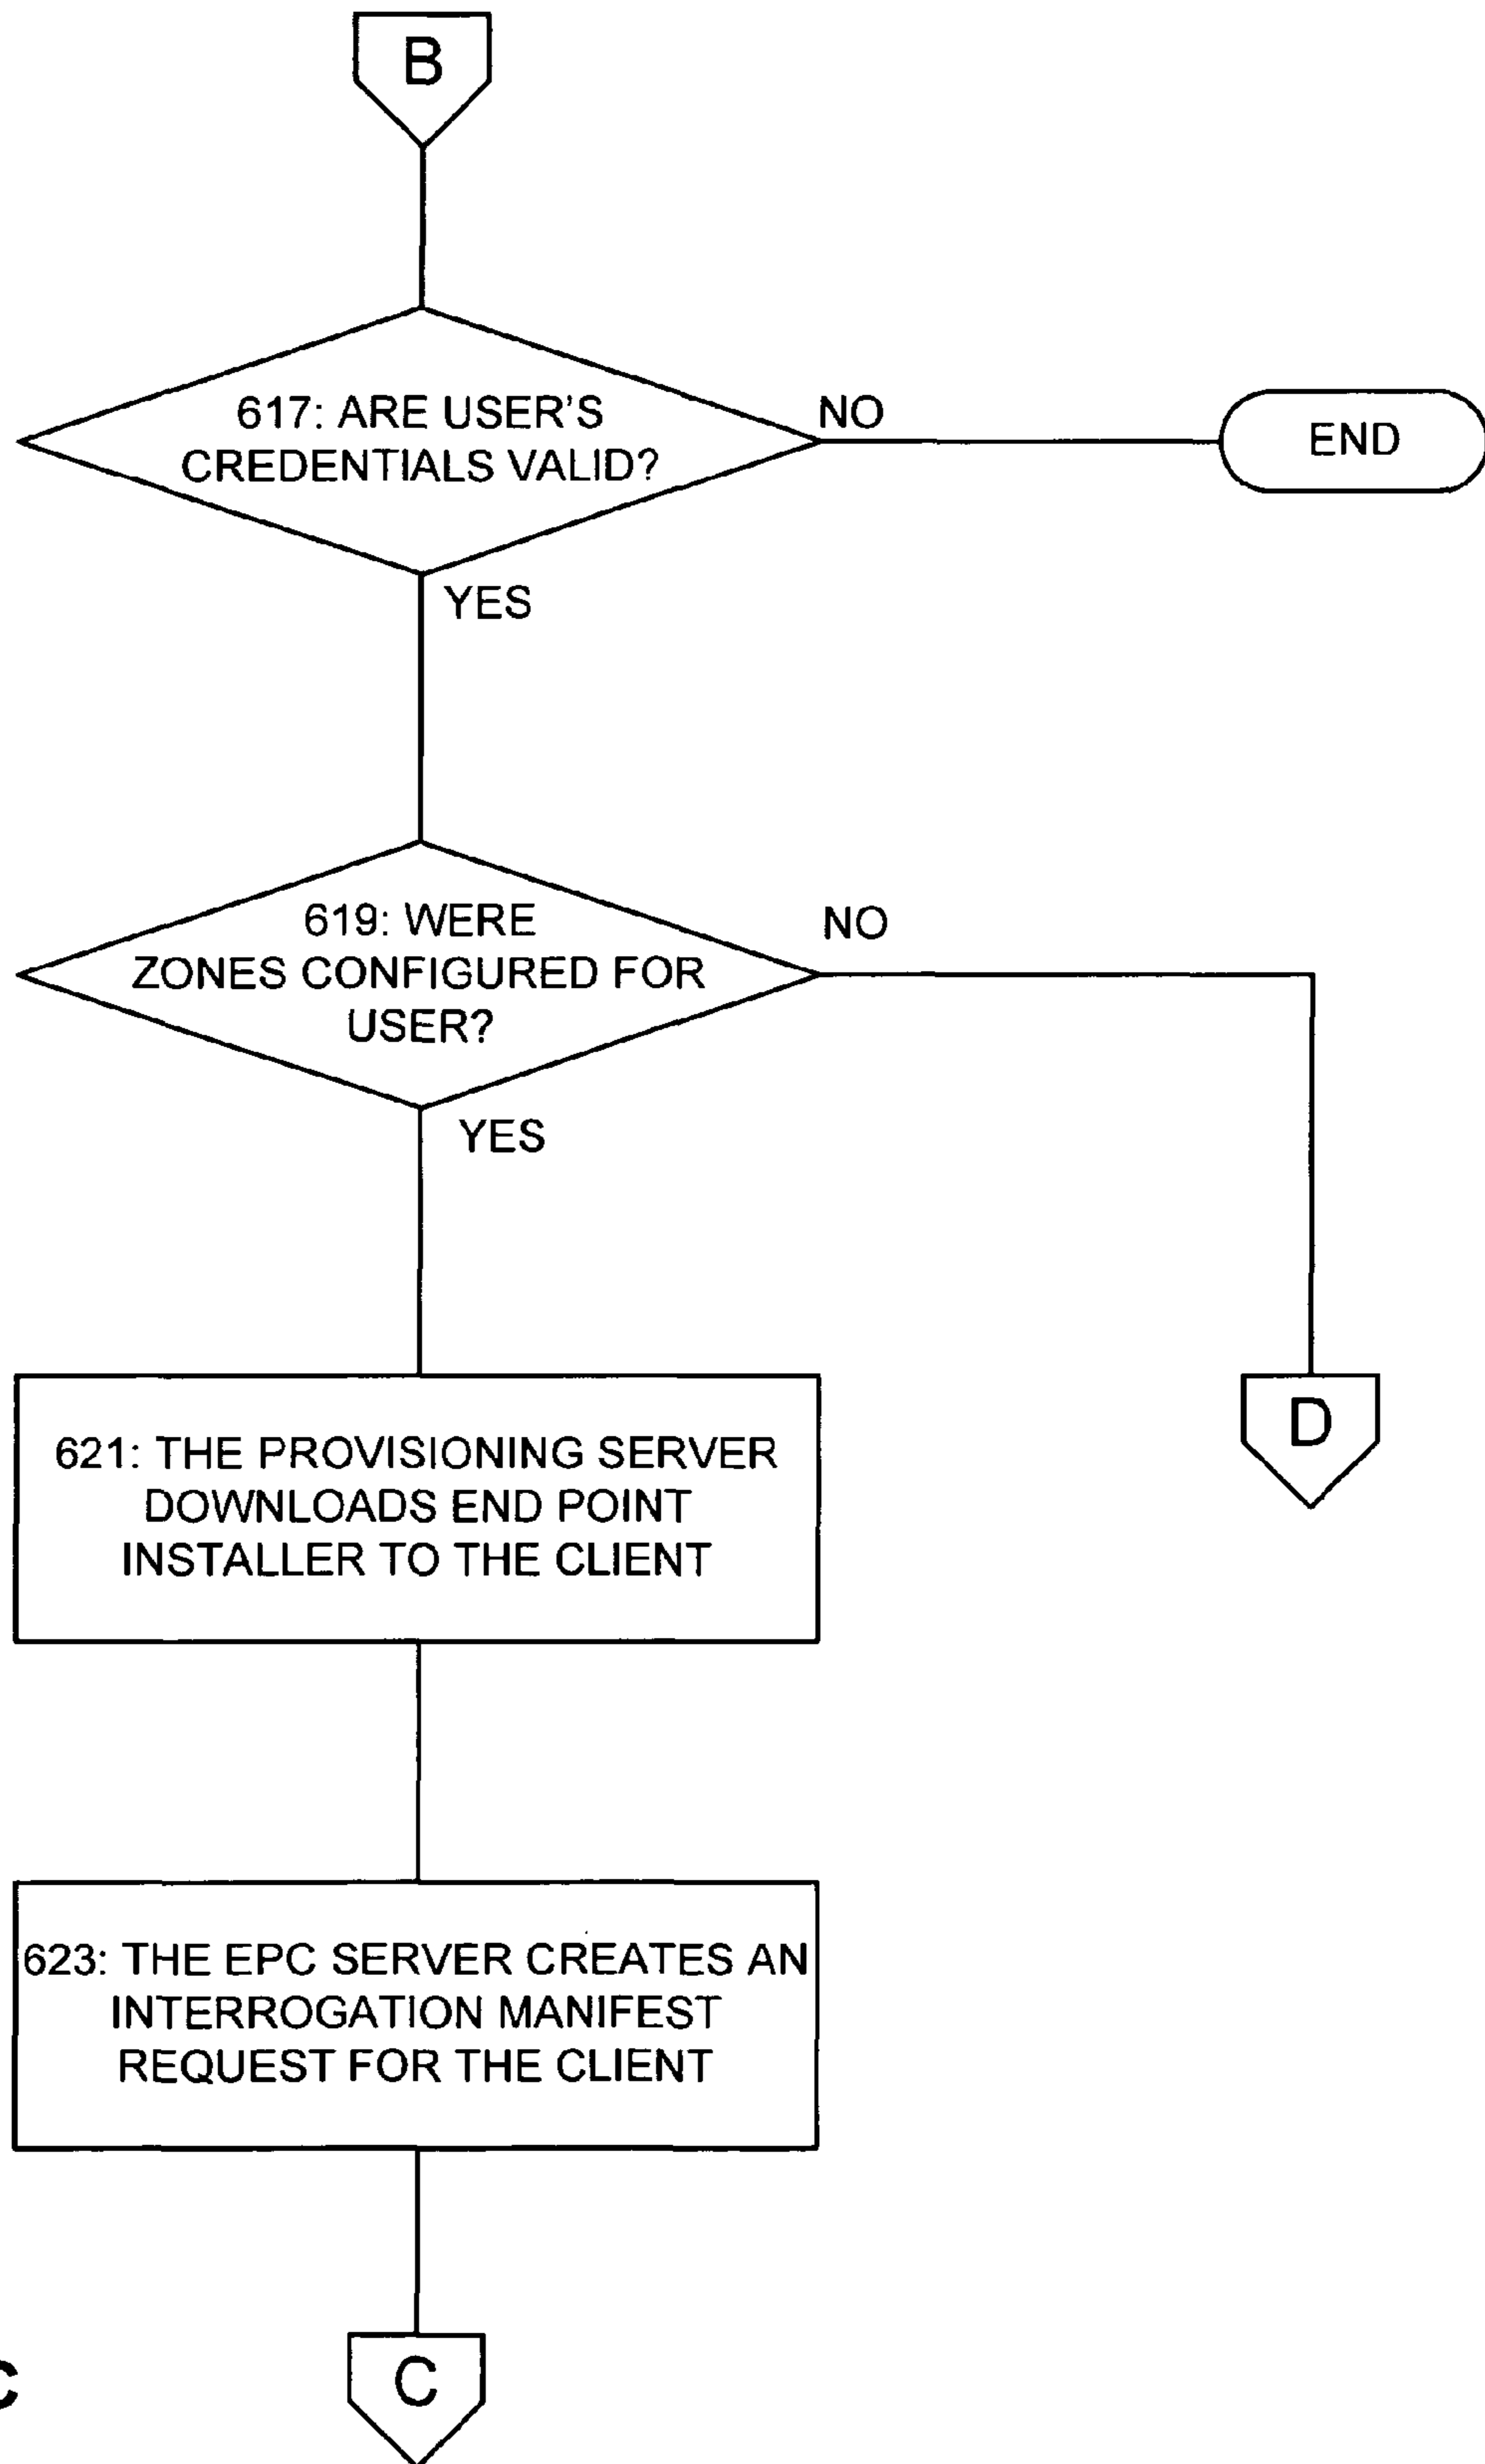 B
617: ARE USER'S
CREDENTIALS VALID?
NO
END
YES
619: WERE
ZONES CONFIGURED FOR
USER?
NO
YES
621: THE PROVISIONING SERVER
DOWNLOADS END POINT
INSTALLER TO THE CLIENT
D
623: THE EPC SERVER CREATES AN
INTERROGATION MANIFEST
REQUEST FOR THE CLIENT
C
C